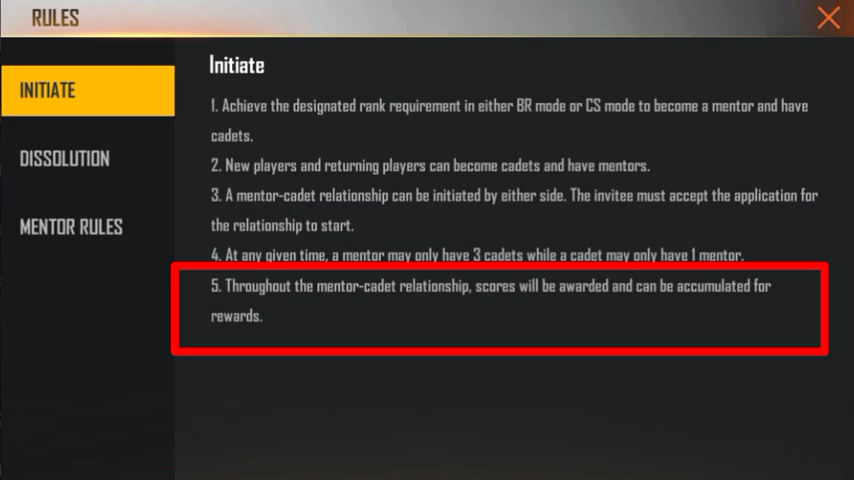 RULES
INITIATE
DISSOLUTION
MENTOR RULES
Initiate
1. Achieve the designated rank requirement in either BR mode or CS mode to become a mentor and have
cadets.
2. New players and returning players can become cadets and have mentors.
3. A mentor-cadet relationship can be initiated by either side. The invitee must accept the application for
the relationship to start.
4. At any given time, a mentor may only have 3 cadets while a cadet may only have 1 mentor.
5. Throughout the mentor-cadet relationship, scores will be awarded and can be accumulated for
rewards.